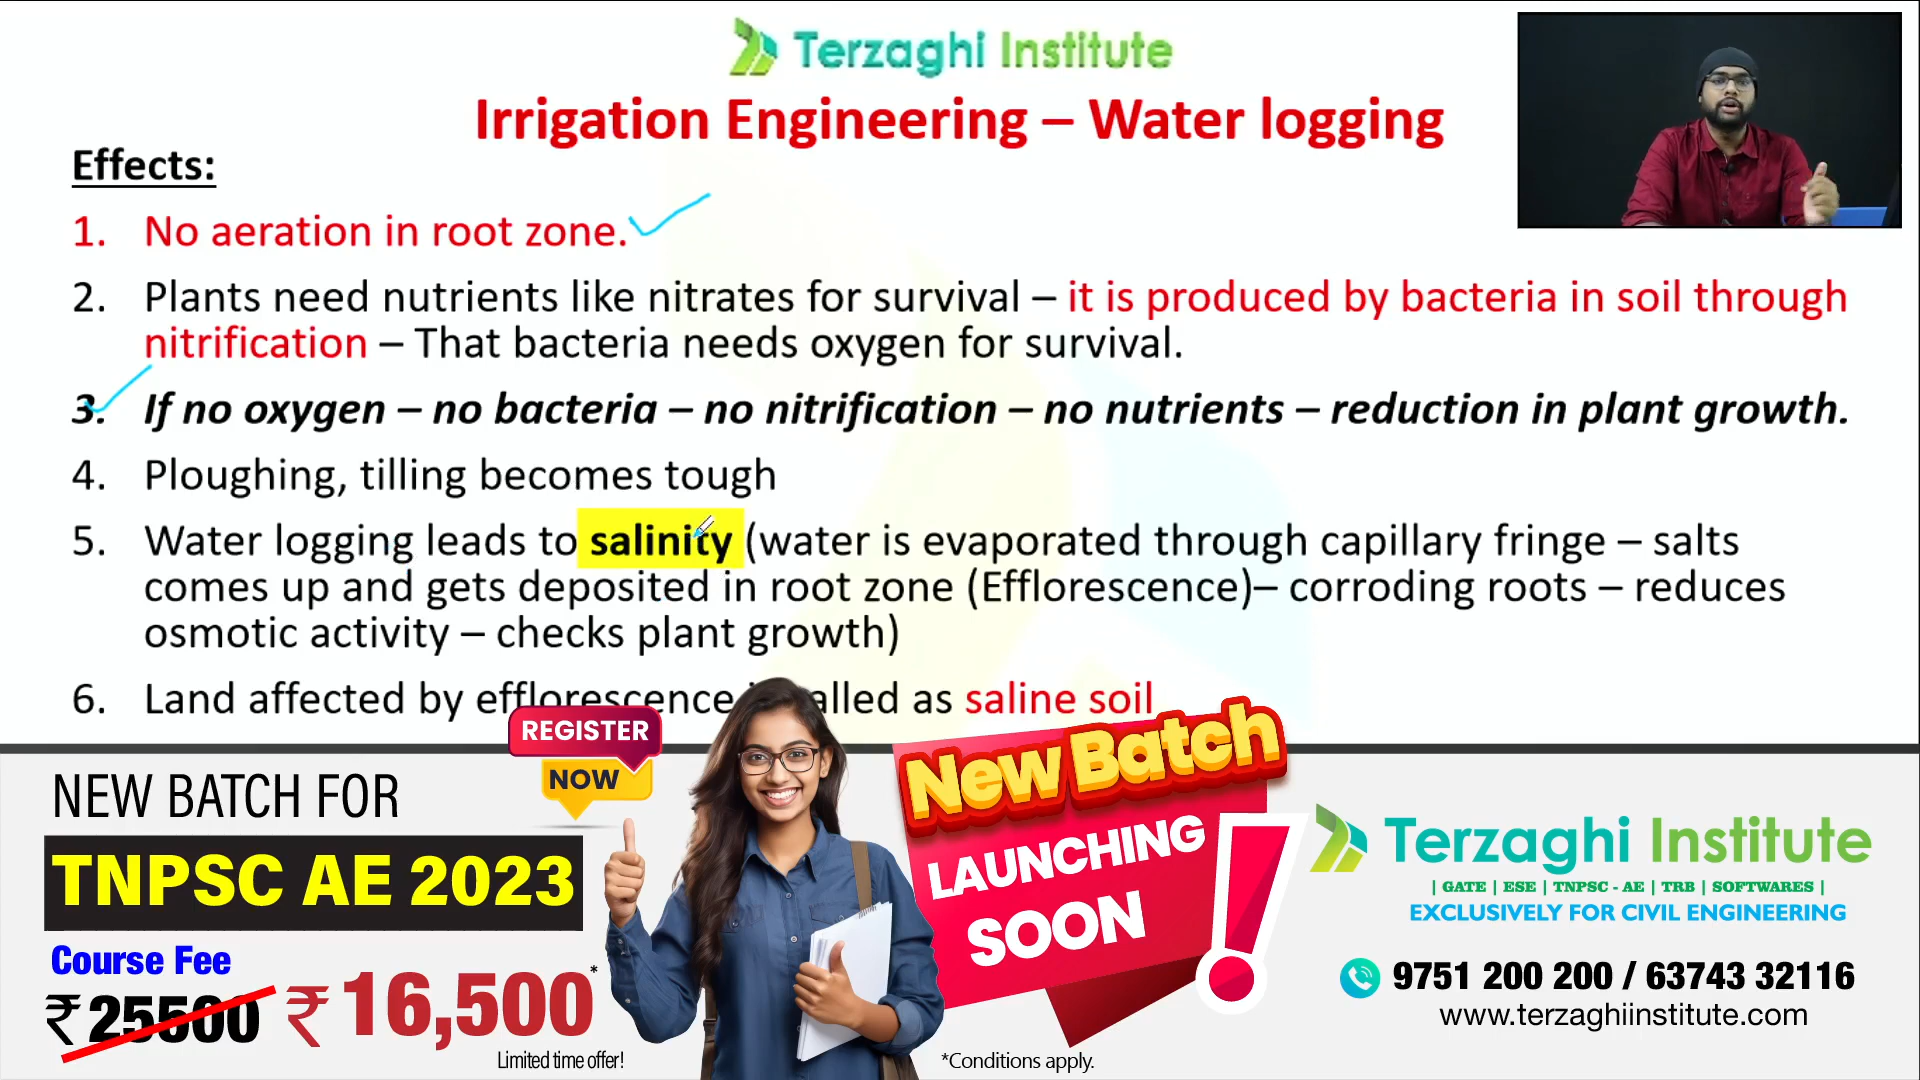 Terzaghi Institute
Irrigation Engineering – Water logging
Effects:
1. No aeration in root zone.
2. Plants need nutrients like nitrates for survival – it is produced by bacteria in soil through
nitrification – That bacteria needs oxygen for survival.
3. If no oxygen – no bacteria – no nitrification – no nutrients – reduction in plant growth.
4. Ploughing, tilling becomes tough
5. Water logging leads to salinity (water is evaporated through capillary fringe – salts
comes up and gets deposited in root zone (Efflorescence)– corroding roots – reduces
osmotic activity – checks plant growth)
6. Land affected by efflorescence called as saline soil
REGISTER
NOW
NEW BATCH FOR
TNPSC AE 2023
Course Fee
₹25500 ₹16,500*
Limited time offer!
New Batch
LAUNCHING
SOON
*Conditions apply.
Terzaghi Institute
| GATE | ESE | TNPSC - AE | TRB | SOFTWARES |
EXCLUSIVELY FOR CIVIL ENGINEERING
9751 200 200 / 63743 32116
www.terzaghiinstitute.com